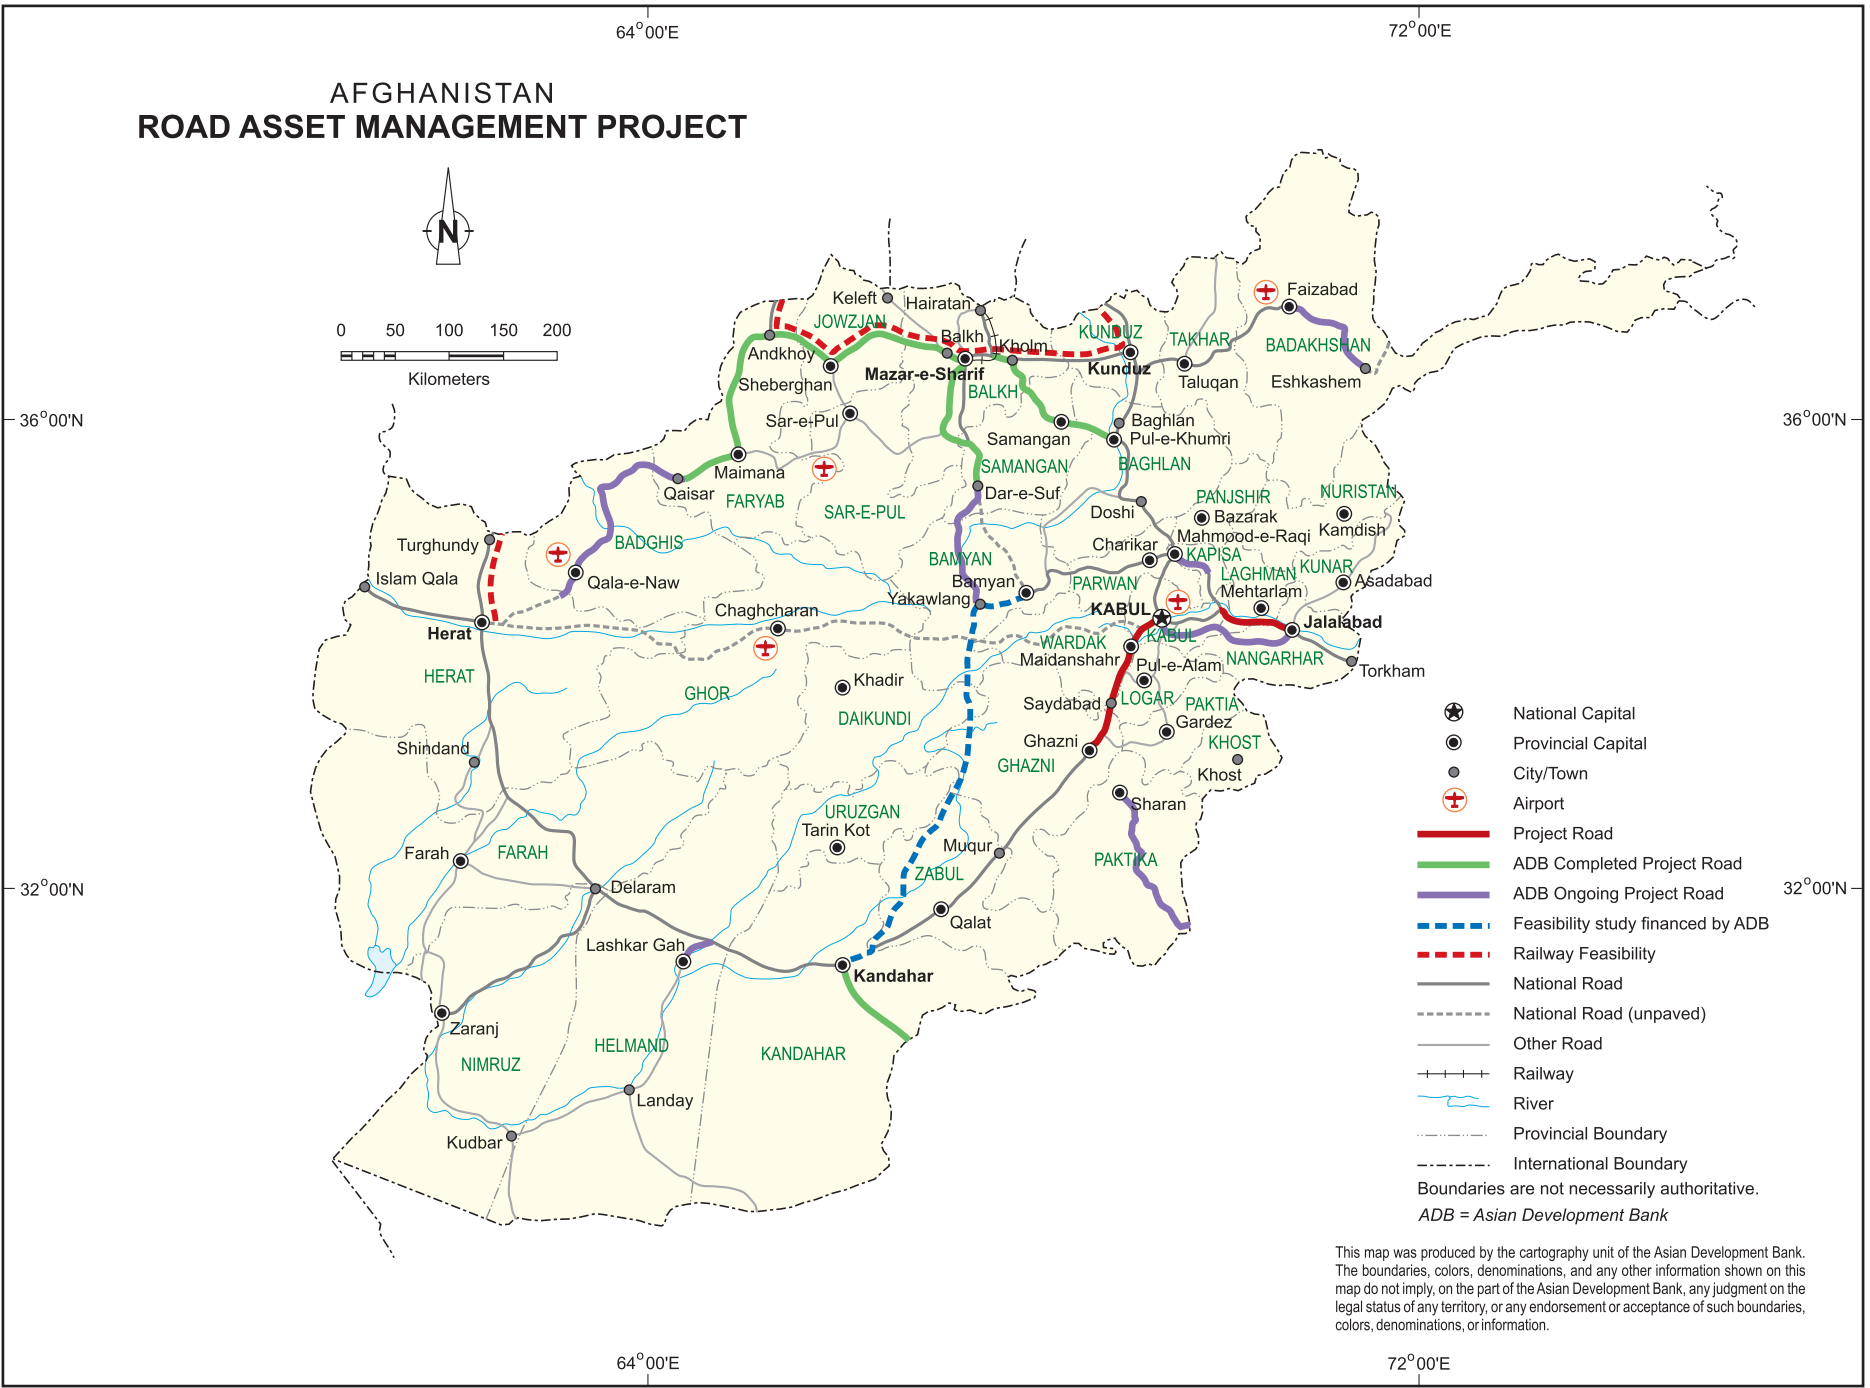 64°00'E
72°00'E
AFGHANISTAN
ROAD ASSET MANAGEMENT PROJECT
N
0 50 100 150 200
Kilometers
36°00'N
36°00'N
Keleft
Hairatan
Faizabad
JOWZJAN
Balkh
Kholm
KUNDUZ
TAKHAR
BADAKHSHAN
Andkhoy
Mazar-e-Sharif
Kunduz
Taluqan
Eshkashem
Sheberghan
BALKH
Sar-e-Pul
Baghlan
Samangan
Pul-e-Khumri
Maimana
SAMANGAN
BAGHLAN
Qaisar
FARYAB
Dar-e-Suf
PANJSHIR
NURISTAN
SAR-E-PUL
Doshi
Bazarak
Kamdish
Turghundy
BADGHIS
Charikar
Mahmood-e-Raqi
BAMYAN
KAPISA
Islam Qala
Qala-e-Naw
Bamyan
PARWAN
LAGHMAN
KUNAR
Asadabad
Mehtarlam
Yakawlang
Chaghcharan
KABUL
Jalalabad
Herat
WARDAK
KABUL
Maidanshahr
Pul-e-Alam
NANGARHAR
Torkham
HERAT
GHOR
Khadir
Saydabad
LOGAR
PAKTIA
DAIKUNDI
Gardez
Shindand
Ghazni
KHOST
GHAZNI
Khost
Sharan
URUZGAN
Tarin Kot
Farah
FARAH
Muqur
PAKTIKA
ZABUL
32°00'N
32°00'N
Delaram
Qalat
Lashkar Gah
Kandahar
Zaranj
NIMRUZ
HELMAND
KANDAHAR
Landay
Kudbar
National Capital
Provincial Capital
City/Town
Airport
Project Road
ADB Completed Project Road
ADB Ongoing Project Road
Feasibility study financed by ADB
Railway Feasibility
National Road
National Road (unpaved)
Other Road
Railway
River
Provincial Boundary
International Boundary
Boundaries are not necessarily authoritative.
ADB = Asian Development Bank
This map was produced by the cartography unit of the Asian Development Bank.
The boundaries, colors, denominations, and any other information shown on this
map do not imply, on the part of the Asian Development Bank, any judgment on the
legal status of any territory, or any endorsement or acceptance of such boundaries,
colors, denominations, or information.
64°00'E
72°00'E